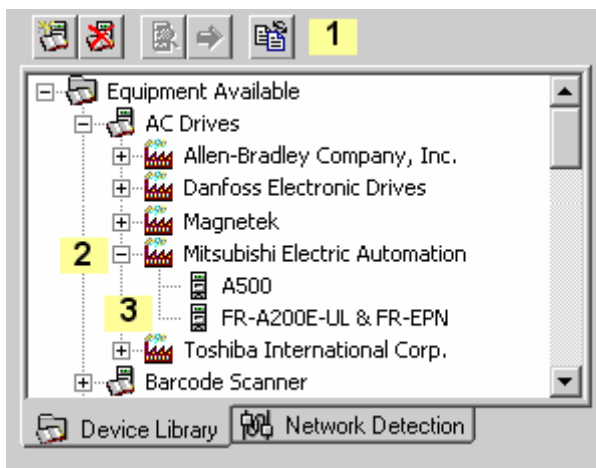 1
Equipment Available
AC Drives
Allen-Bradley Company, Inc.
Danfoss Electronic Drives
Magnetek
2 Mitsubishi Electric Automation
A500
3 FR-A200E-UL & FR-EPN
Toshiba International Corp.
Barcode Scanner
Device Library Network Detection